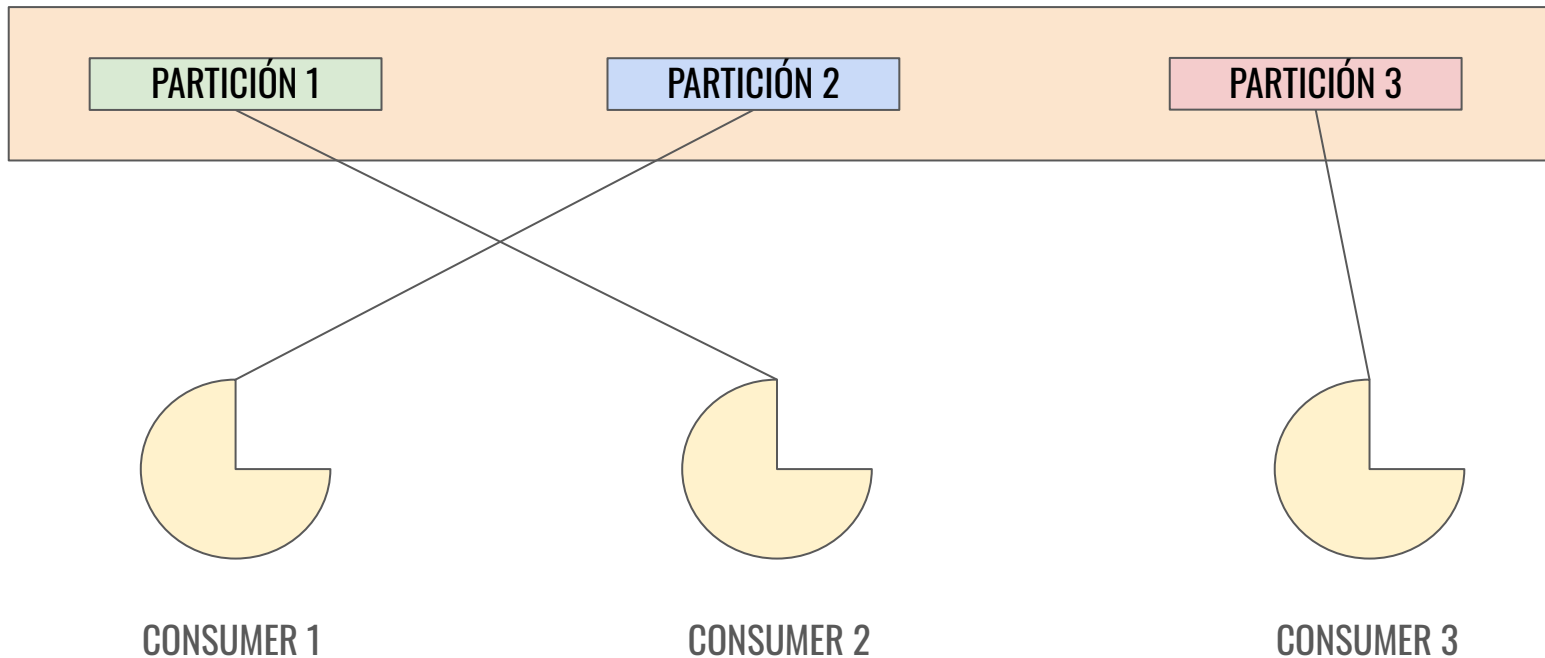 PARTICIÓN 1
PARTICIÓN 2
PARTICIÓN 3
CONSUMER 1
CONSUMER 2
CONSUMER 3